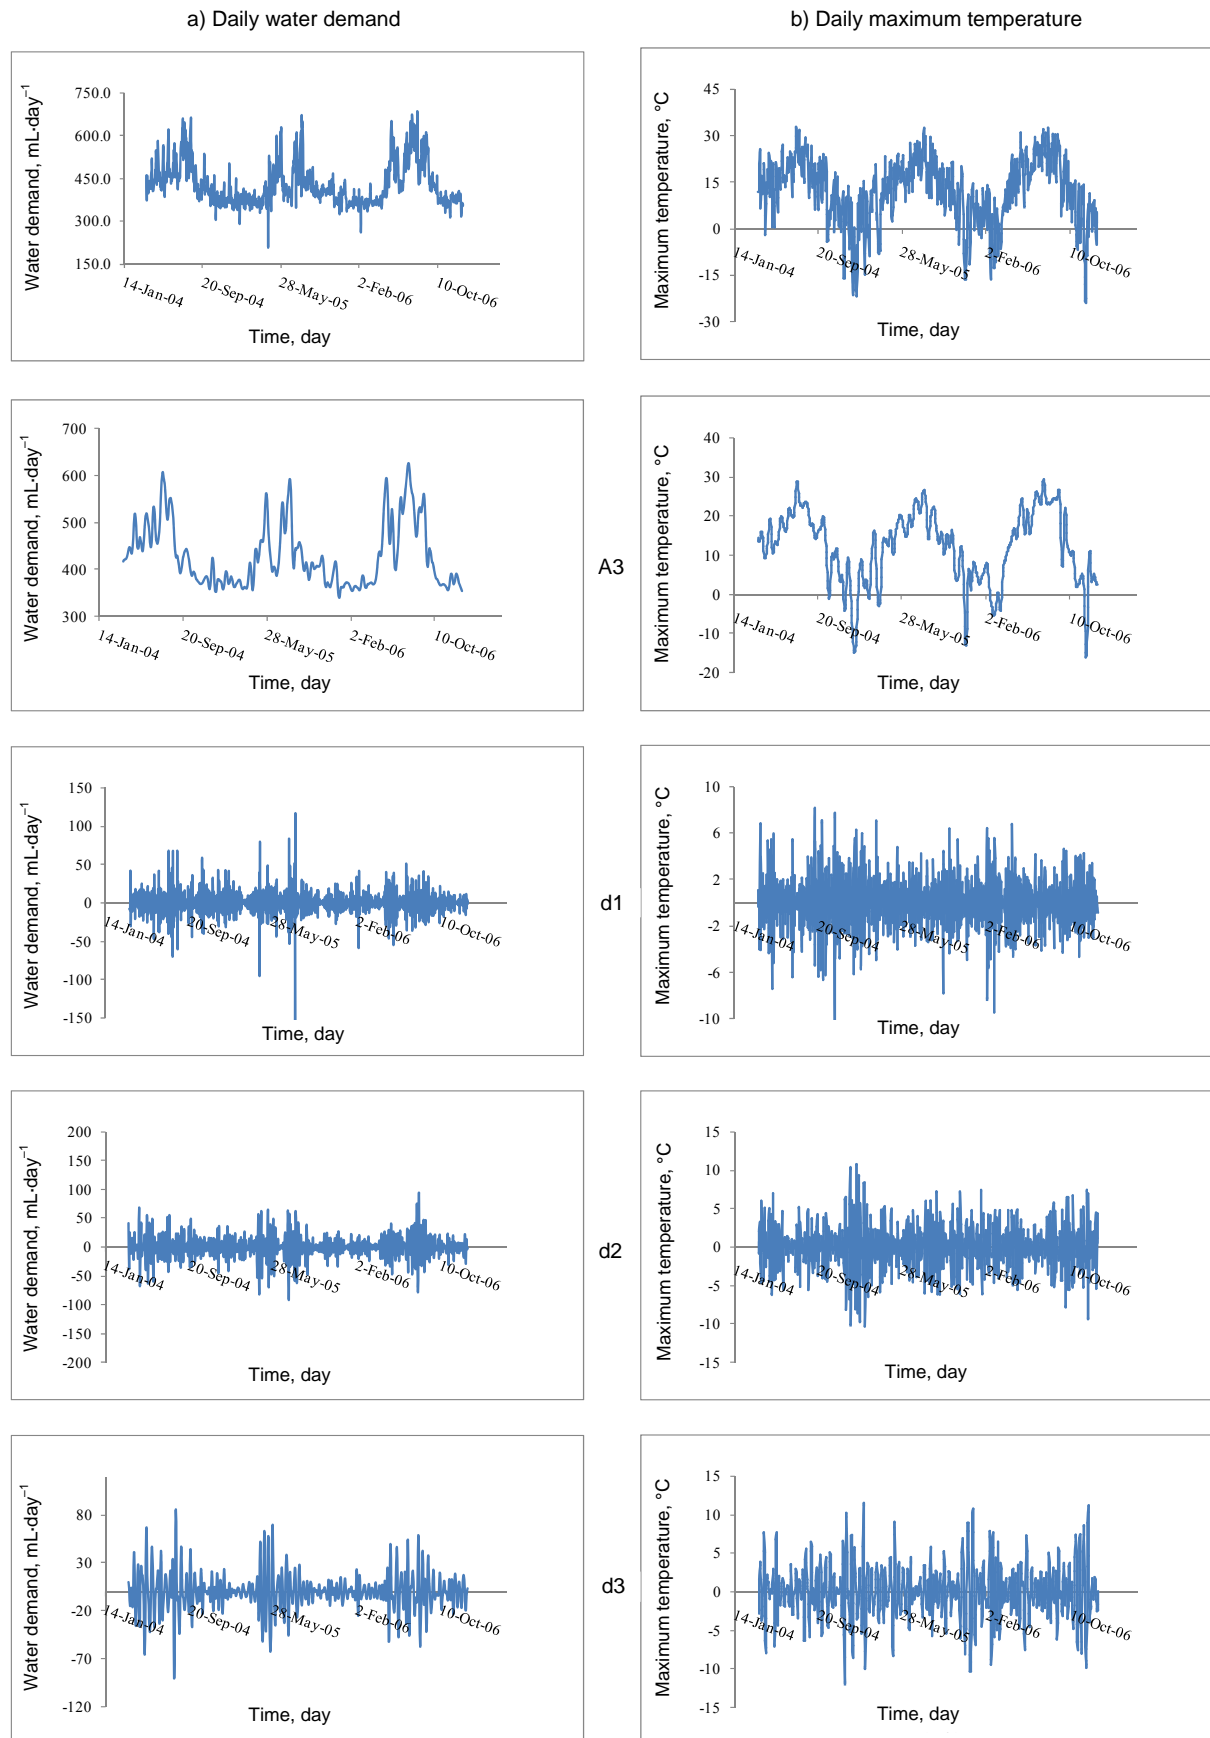 a) Daily water demand
b) Daily maximum temperature
Water demand, mL·day⁻¹
750.0
600.0
450.0
300.0
150.0
14-Jan-04
20-Sep-04
28-May-05
2-Feb-06
10-Oct-06
Time, day
Maximum temperature, °C
45
30
15
0
-15
-30
14-Jan-04
20-Sep-04
28-May-05
2-Feb-06
10-Oct-06
Time, day
Water demand, mL·day⁻¹
700
600
500
400
300
14-Jan-04
20-Sep-04
28-May-05
2-Feb-06
10-Oct-06
Time, day
A3
Maximum temperature, °C
40
30
20
10
0
-10
-20
14-Jan-04
20-Sep-04
28-May-05
2-Feb-06
10-Oct-06
Time, day
Water demand, mL·day⁻¹
150
100
50
0
-50
-100
-150
14-Jan-04
20-Sep-04
28-May-05
2-Feb-06
10-Oct-06
Time, day
d1
Maximum temperature, °C
10
6
2
-2
-6
-10
14-Jan-04
20-Sep-04
28-May-05
2-Feb-06
10-Oct-06
Time, day
Water demand, mL·day⁻¹
200
150
100
50
0
-50
-100
-150
-200
14-Jan-04
20-Sep-04
28-May-05
2-Feb-06
10-Oct-06
Time, day
d2
Maximum temperature, °C
15
10
5
0
-5
-10
-15
14-Jan-04
20-Sep-04
28-May-05
2-Feb-06
10-Oct-06
Time, day
Water demand, mL·day⁻¹
80
30
-20
-70
-120
14-Jan-04
20-Sep-04
28-May-05
2-Feb-06
10-Oct-06
Time, day
d3
Maximum temperature, °C
15
10
5
0
-5
-10
-15
14-Jan-04
20-Sep-04
28-May-05
2-Feb-06
10-Oct-06
Time, day